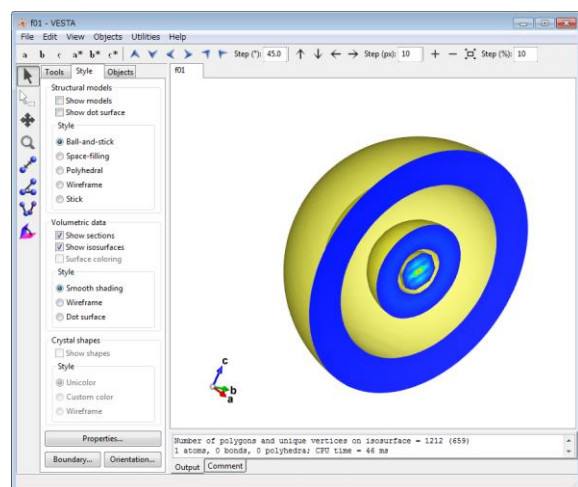 f01 - VESTA
File Edit View Objects Utilities Help
a b c a* b* c* Step (°): 45.0 Step (px): 10 Step (%): 10
Tools Style Objects
f01
Structural models
Show models
Show dot surface
Style
Ball-and-stick
Space-filling
Polyhedral
Wireframe
Stick
Volumetric data
Show sections
Show isosurfaces
Surface coloring
Style
Smooth shading
Wireframe
Dot surface
Crystal shapes
Show shapes
Style
Unicolor
Custom color
Wireframe
Properties...
Boundary... Orientation...
c
b
a
Number of polygons and unique vertices on isosurface = 1212 (659)
1 atoms, 0 bonds, 0 polyhedra; CPU time = 46 ms
Output Comment